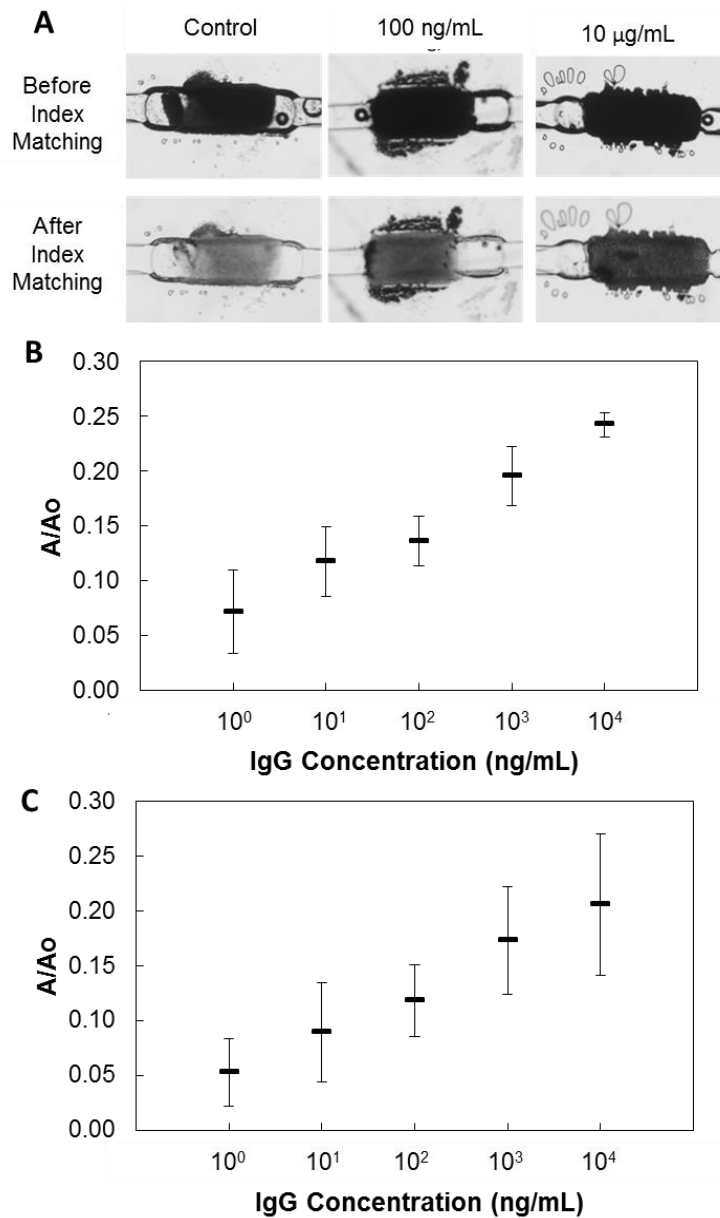 A
Control
100 ng/mL
10 µg/mL
Before
Index
Matching
After
Index
Matching
B
0.30
0.25
0.20
0.15
0.10
0.05
0.00
A/Ao
10⁰ 10¹ 10² 10³ 10⁴
IgG Concentration (ng/mL)
C
0.30
0.25
0.20
0.15
0.10
0.05
0.00
A/Ao
10⁰ 10¹ 10² 10³ 10⁴
IgG Concentration (ng/mL)